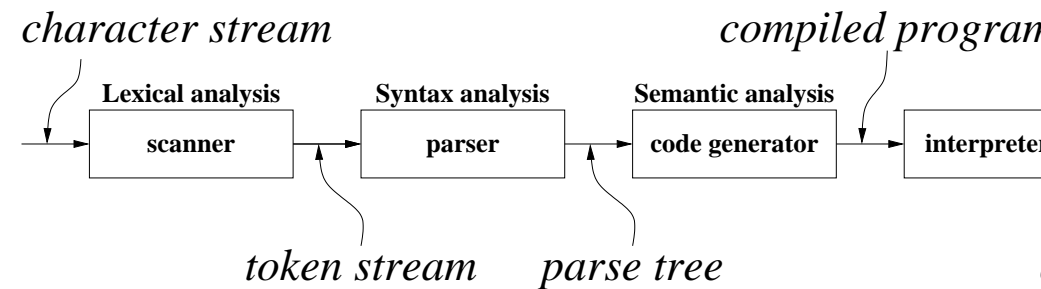 character stream
compiled program
Lexical analysis
Syntax analysis
Semantic analysis
scanner
parser
code generator
interpreter
token stream
parse tree